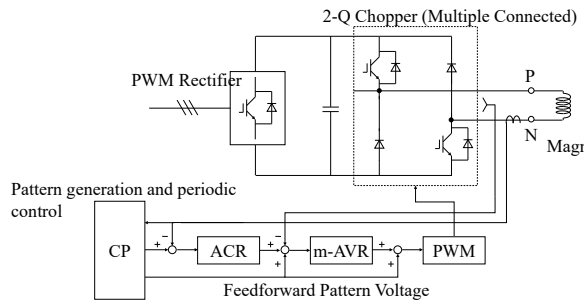 2-Q Chopper (Multiple Connected)
PWM Rectifier
P
N
Magn
Pattern generation and periodic
control
CP
+
−
ACR
+
−
+
m-AVR
+
+
PWM
Feedforward Pattern Voltage